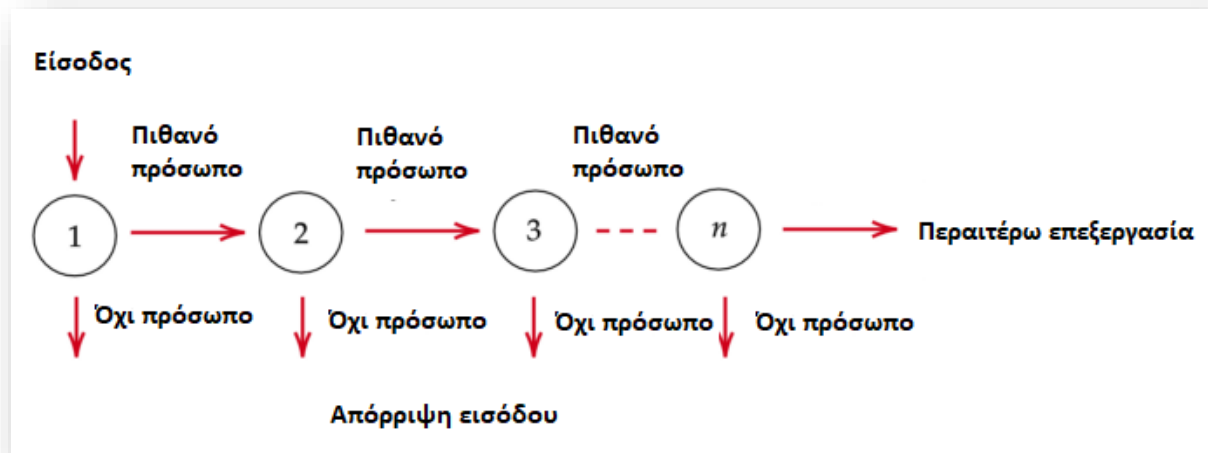 Είσοδος
Πιθανό
πρόσωπο
Πιθανό
πρόσωπο
Πιθανό
πρόσωπο
1
2
3
n
Περαιτέρω επεξεργασία
Όχι πρόσωπο
Όχι πρόσωπο
Όχι πρόσωπο
Όχι πρόσωπο
Απόρριψη εισόδου